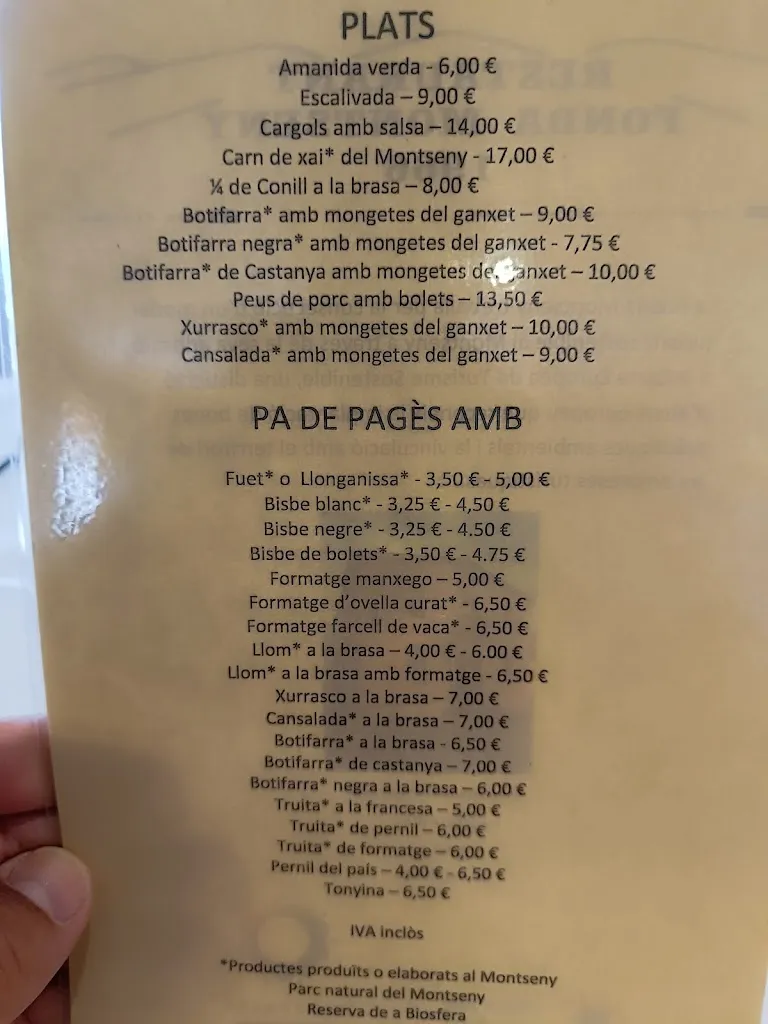 PLATS
Amanida verda - 6,00 €
Escalivada – 9,00 €
Cargols amb salsa – 14,00 €
Carn de xai* del Montseny - 17,00 €
¼ de Conill a la brasa – 8,00 €
Botifarra* amb mongetes del ganxet – 9,00 €
Botifarra negra* amb mongetes del ganxet - 7,75 €
Botifarra* de Castanya amb mongetes del ganxet – 10,00 €
Peus de porc amb bolets – 13,50 €
Xurrasco* amb mongetes del ganxet – 10,00 €
Cansalada* amb mongetes del ganxet – 9,00 €
PA DE PAGÈS AMB
Fuet* o Llonganissa* - 3,50 € - 5,00 €
Bisbe blanc* - 3,25 € - 4,50 €
Bisbe negre* - 3,25 € - 4.50 €
Bisbe de bolets* - 3,50 € - 4.75 €
Formatge manxego – 5,00 €
Formatge d’ovella curat* - 6,50 €
Formatge farcell de vaca* - 6,50 €
Llom* a la brasa – 4,00 € - 6.00 €
Llom* a la brasa amb formatge - 6,50 €
Xurrasco a la brasa – 7,00 €
Cansalada* a la brasa – 7,00 €
Botifarra* a la brasa - 6,50 €
Botifarra* de castanya – 7,00 €
Botifarra* negra a la brasa – 6,00 €
Truita* a la francesa – 5,00 €
Truita* de pernil – 6,00 €
Truita* de formatge – 6,00 €
Pernil del país – 4,00 € - 6,50 €
Tonyina – 6,50 €
IVA inclòs
*Productes produïts o elaborats al Montseny
Parc natural del Montseny
Reserva de a Biosfera